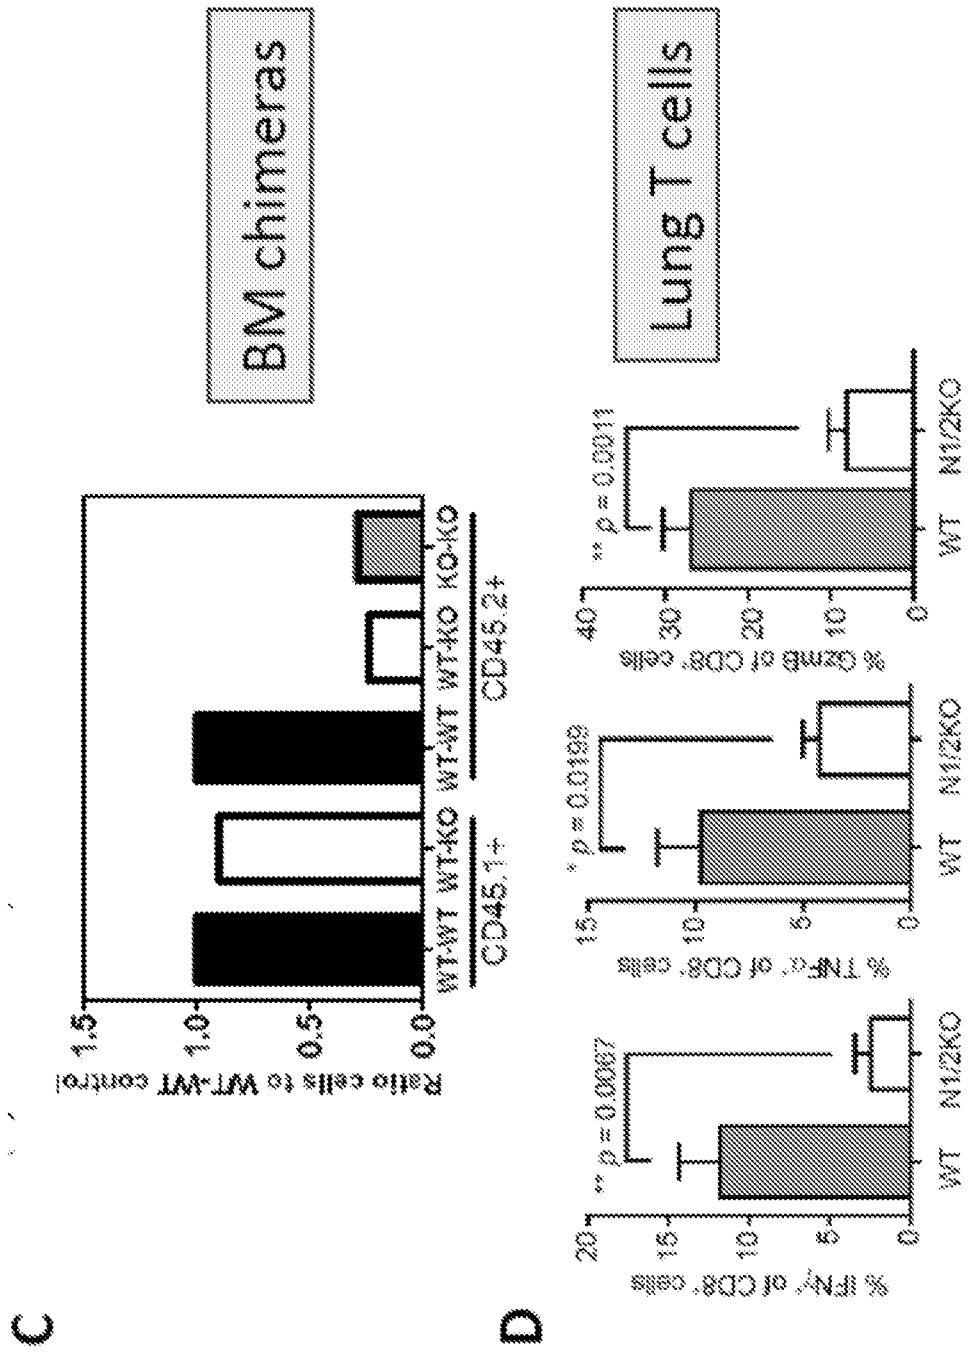 C
BM chimeras
Ratio cells to WT-WT control
1.5
1.0
0.5
0.0
WT-WT WT-KO WT-WT WT-KO KO-KO
CD45.1+ CD45.2+
D
Lung T cells
% IFNγ⁺ of CD8⁺ cells
20
15
10
5
0
** p = 0.0067
WT N1/2KO
% TNFα⁺ of CD8⁺ cells
15
10
5
0
* p = 0.0199
WT N1/2KO
% GzmB of CD8⁺ cells
40
30
20
10
0
** p = 0.0011
WT N1/2KO